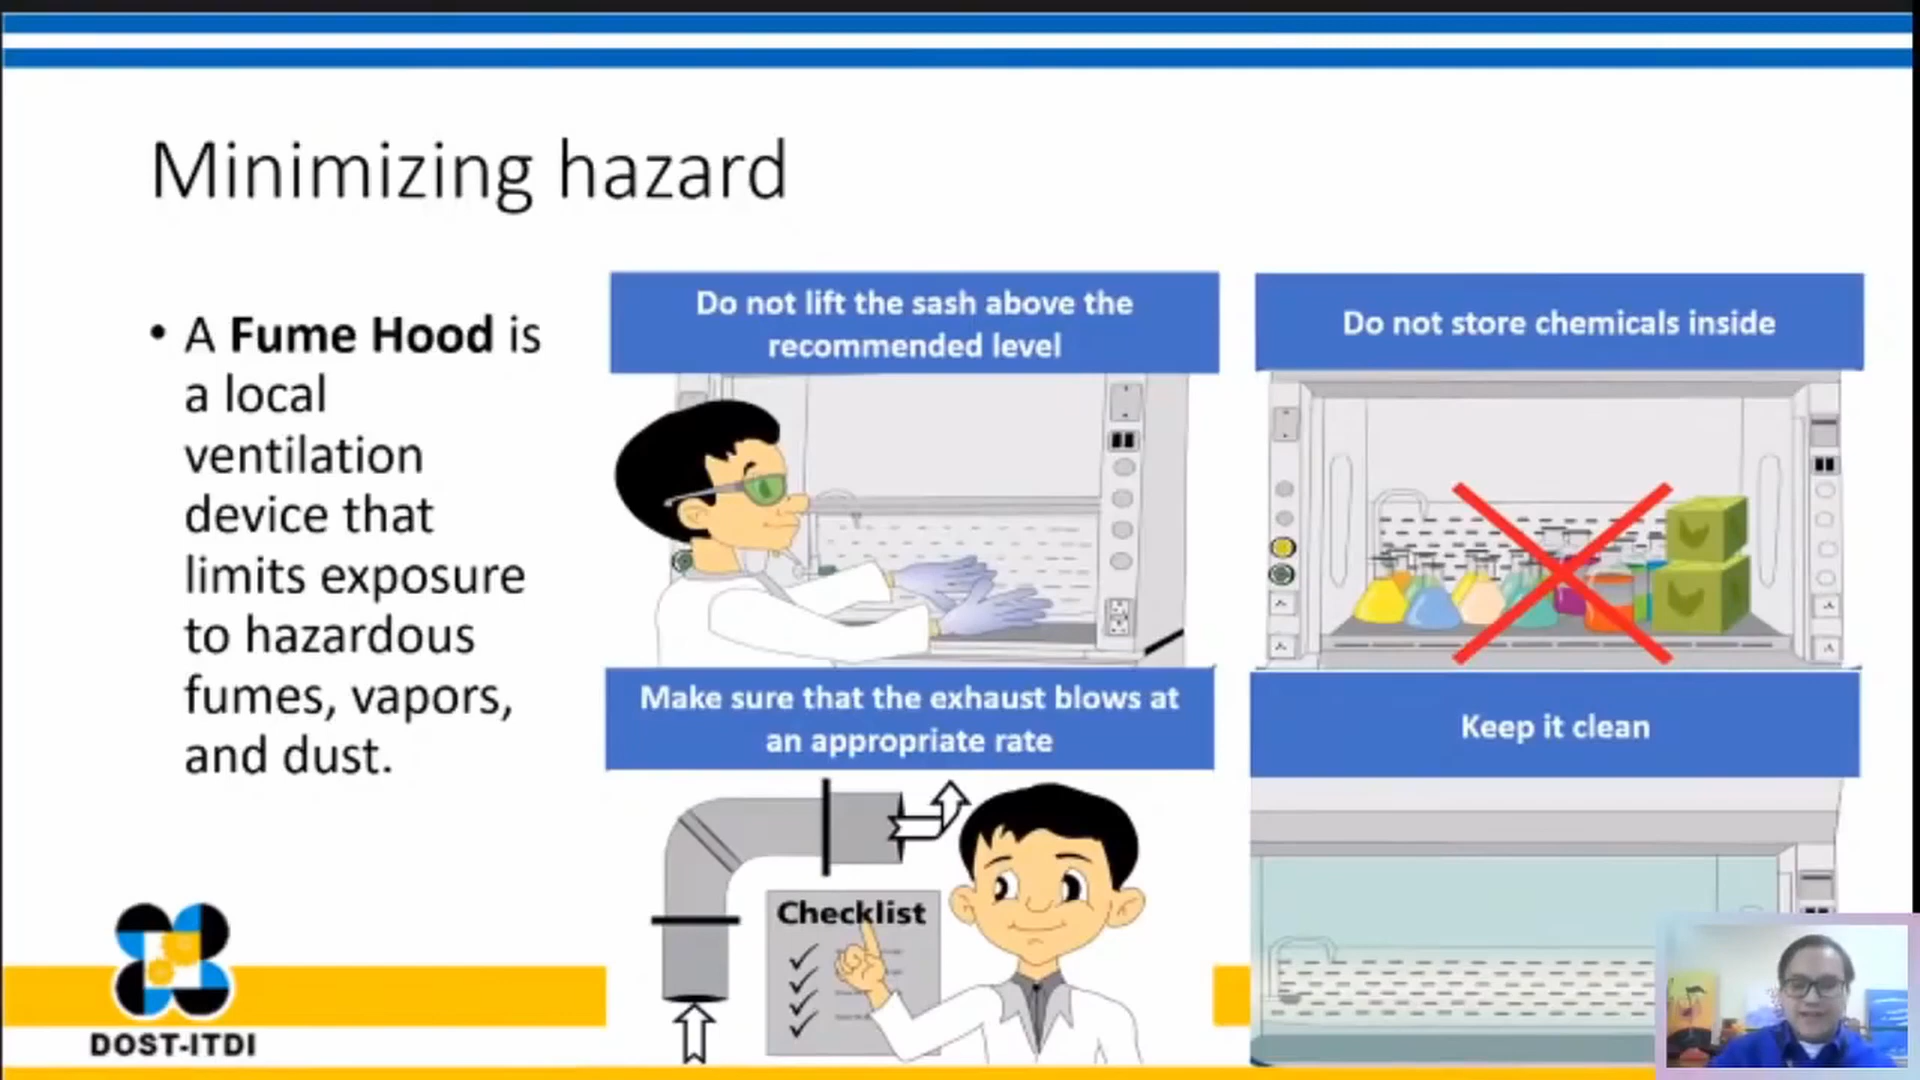 Minimizing hazard
• A Fume Hood is
a local
ventilation
device that
limits exposure
to hazardous
fumes, vapors,
and dust.
Do not lift the sash above the
recommended level
Do not store chemicals inside
Make sure that the exhaust blows at
an appropriate rate
Keep it clean
Checklist
DOST-ITDI